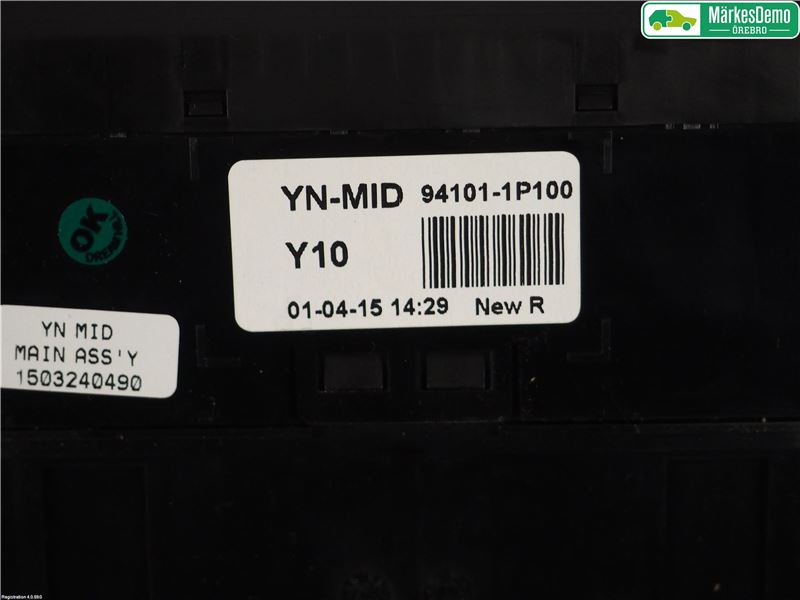 MärkesDemo
ÖREBRO
YN-MID 94101-1P100
Y10
01-04-15 14:29 New R
OK
YN MID
MAIN ASS'Y
1503240490